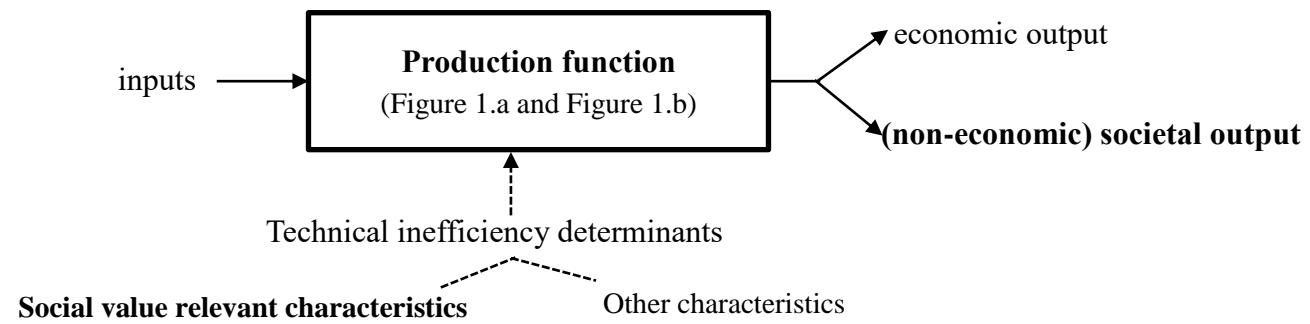 economic output
Production function
inputs
(Figure 1.a and Figure 1.b)
(non-economic) societal output
Technical inefficiency determinants
Social value relevant characteristics
Other characteristics